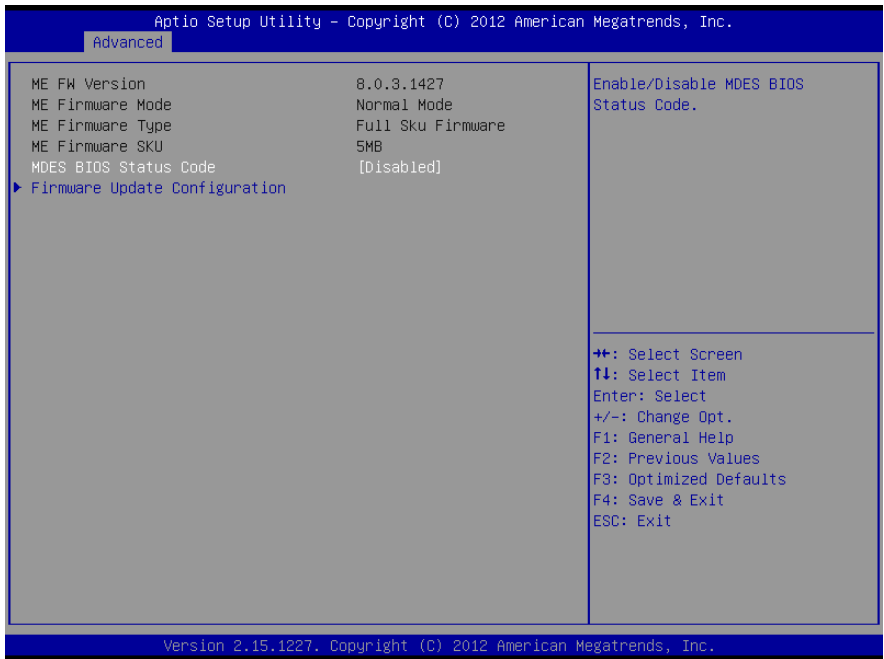 Aptio Setup Utility – Copyright (C) 2012 American Megatrends, Inc.
Advanced
ME FW Version 8.0.3.1427
ME Firmware Mode Normal Mode
ME Firmware Type Full Sku Firmware
ME Firmware SKU 5MB
MDES BIOS Status Code [Disabled]
Firmware Update Configuration
Enable/Disable MDES BIOS
Status Code.
→←: Select Screen
↑↓: Select Item
Enter: Select
+/-: Change Opt.
F1: General Help
F2: Previous Values
F3: Optimized Defaults
F4: Save & Exit
ESC: Exit
Version 2.15.1227. Copyright (C) 2012 American Megatrends, Inc.